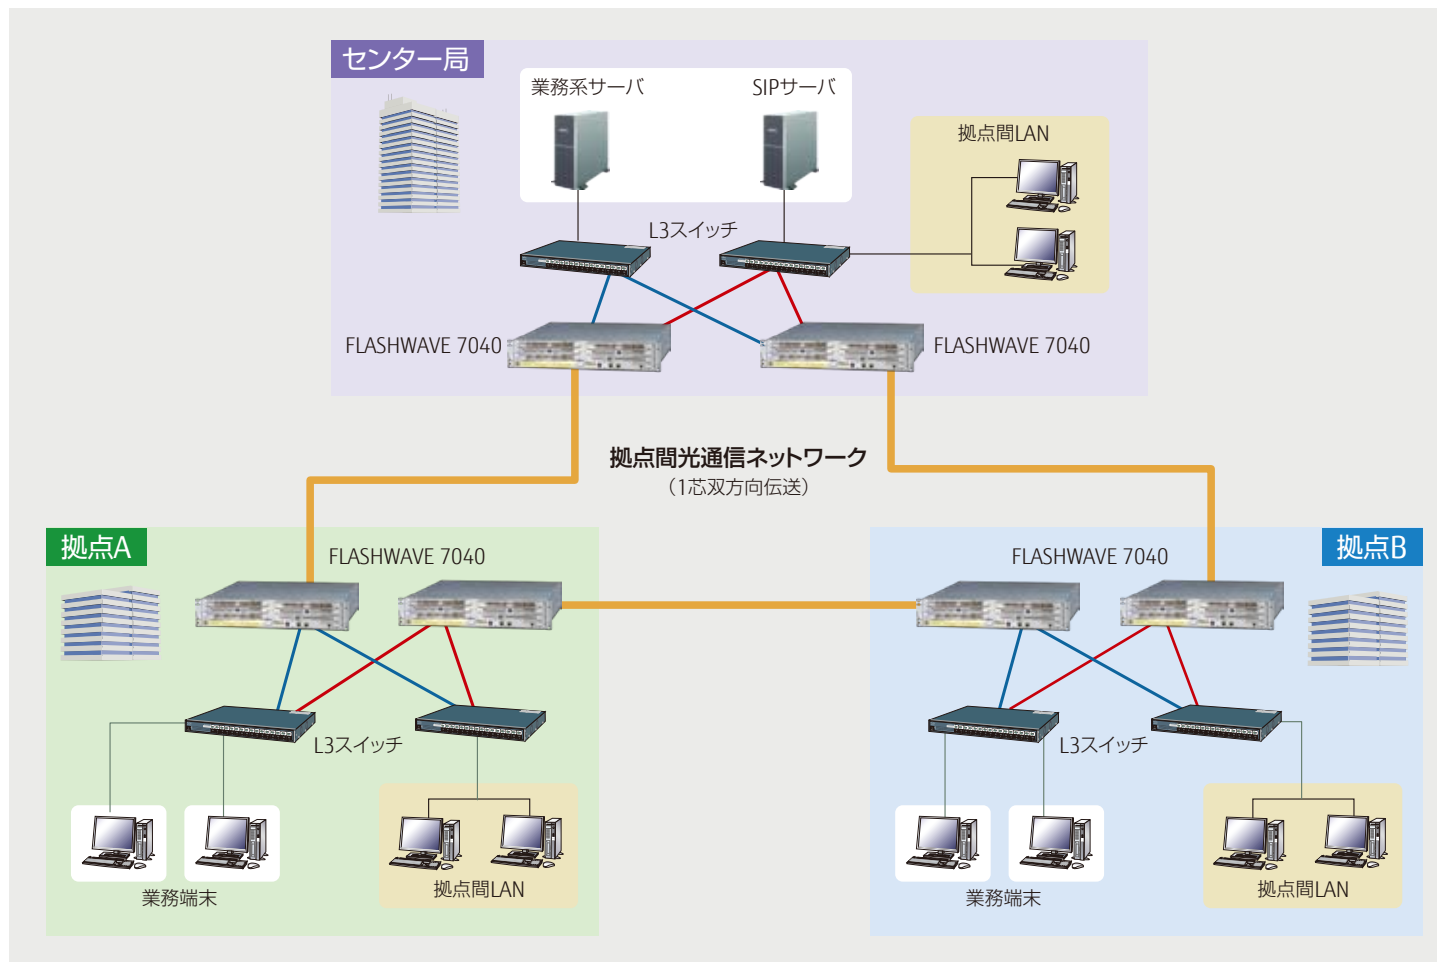 センター局
業務系サーバ
SIPサーバ
拠点間LAN
L3スイッチ
FLASHWAVE 7040
FLASHWAVE 7040
拠点間光通信ネットワーク
（1芯双方向伝送）
拠点A
FLASHWAVE 7040
L3スイッチ
業務端末
拠点間LAN
拠点B
FLASHWAVE 7040
L3スイッチ
業務端末
拠点間LAN